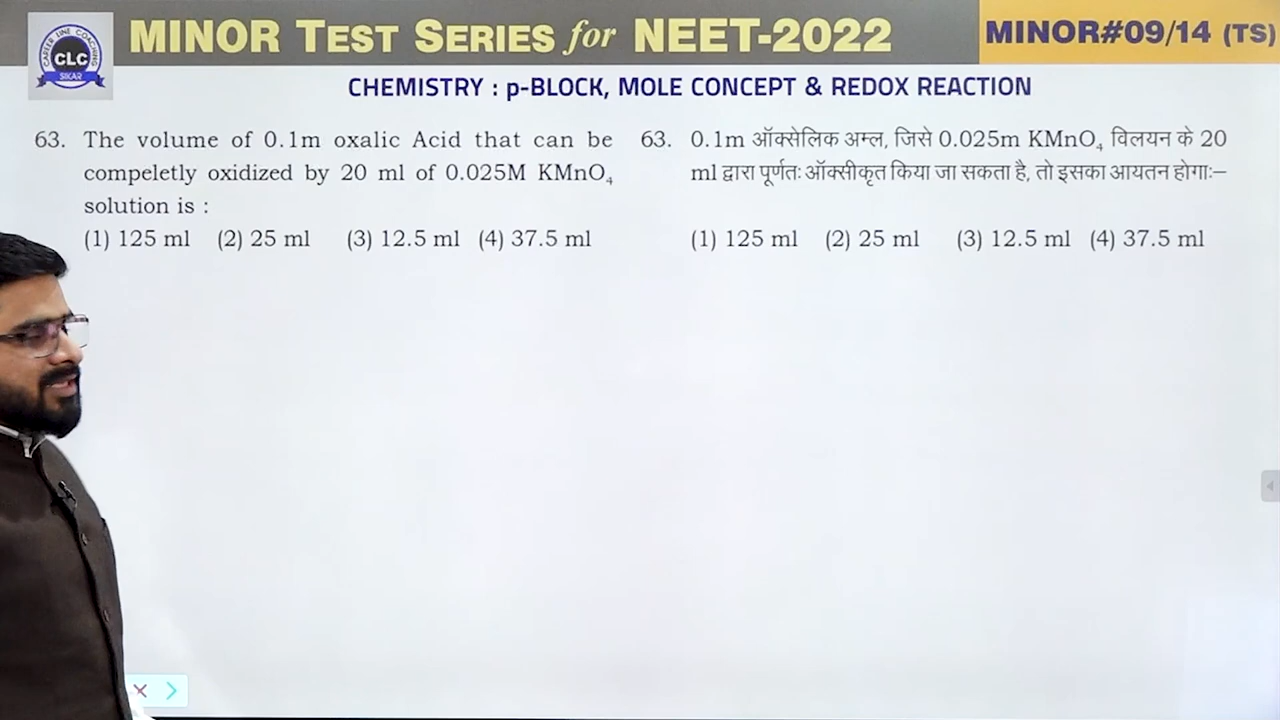 CAREER LINE COACHING
CLC
SIKAR
MINOR TEST SERIES for NEET-2022
MINOR#09/14 (TS)
CHEMISTRY : p-BLOCK, MOLE CONCEPT & REDOX REACTION
63. The volume of 0.1m oxalic Acid that can be
compeletly oxidized by 20 ml of 0.025M KMnO₄
solution is :
(1) 125 ml (2) 25 ml (3) 12.5 ml (4) 37.5 ml
63. 0.1m ऑक्सेलिक अम्ल, जिसे 0.025m KMnO₄ विलयन के 20
ml द्वारा पूर्णतः ऑक्सीकृत किया जा सकता है, तो इसका आयतन होगाः–
(1) 125 ml (2) 25 ml (3) 12.5 ml (4) 37.5 ml